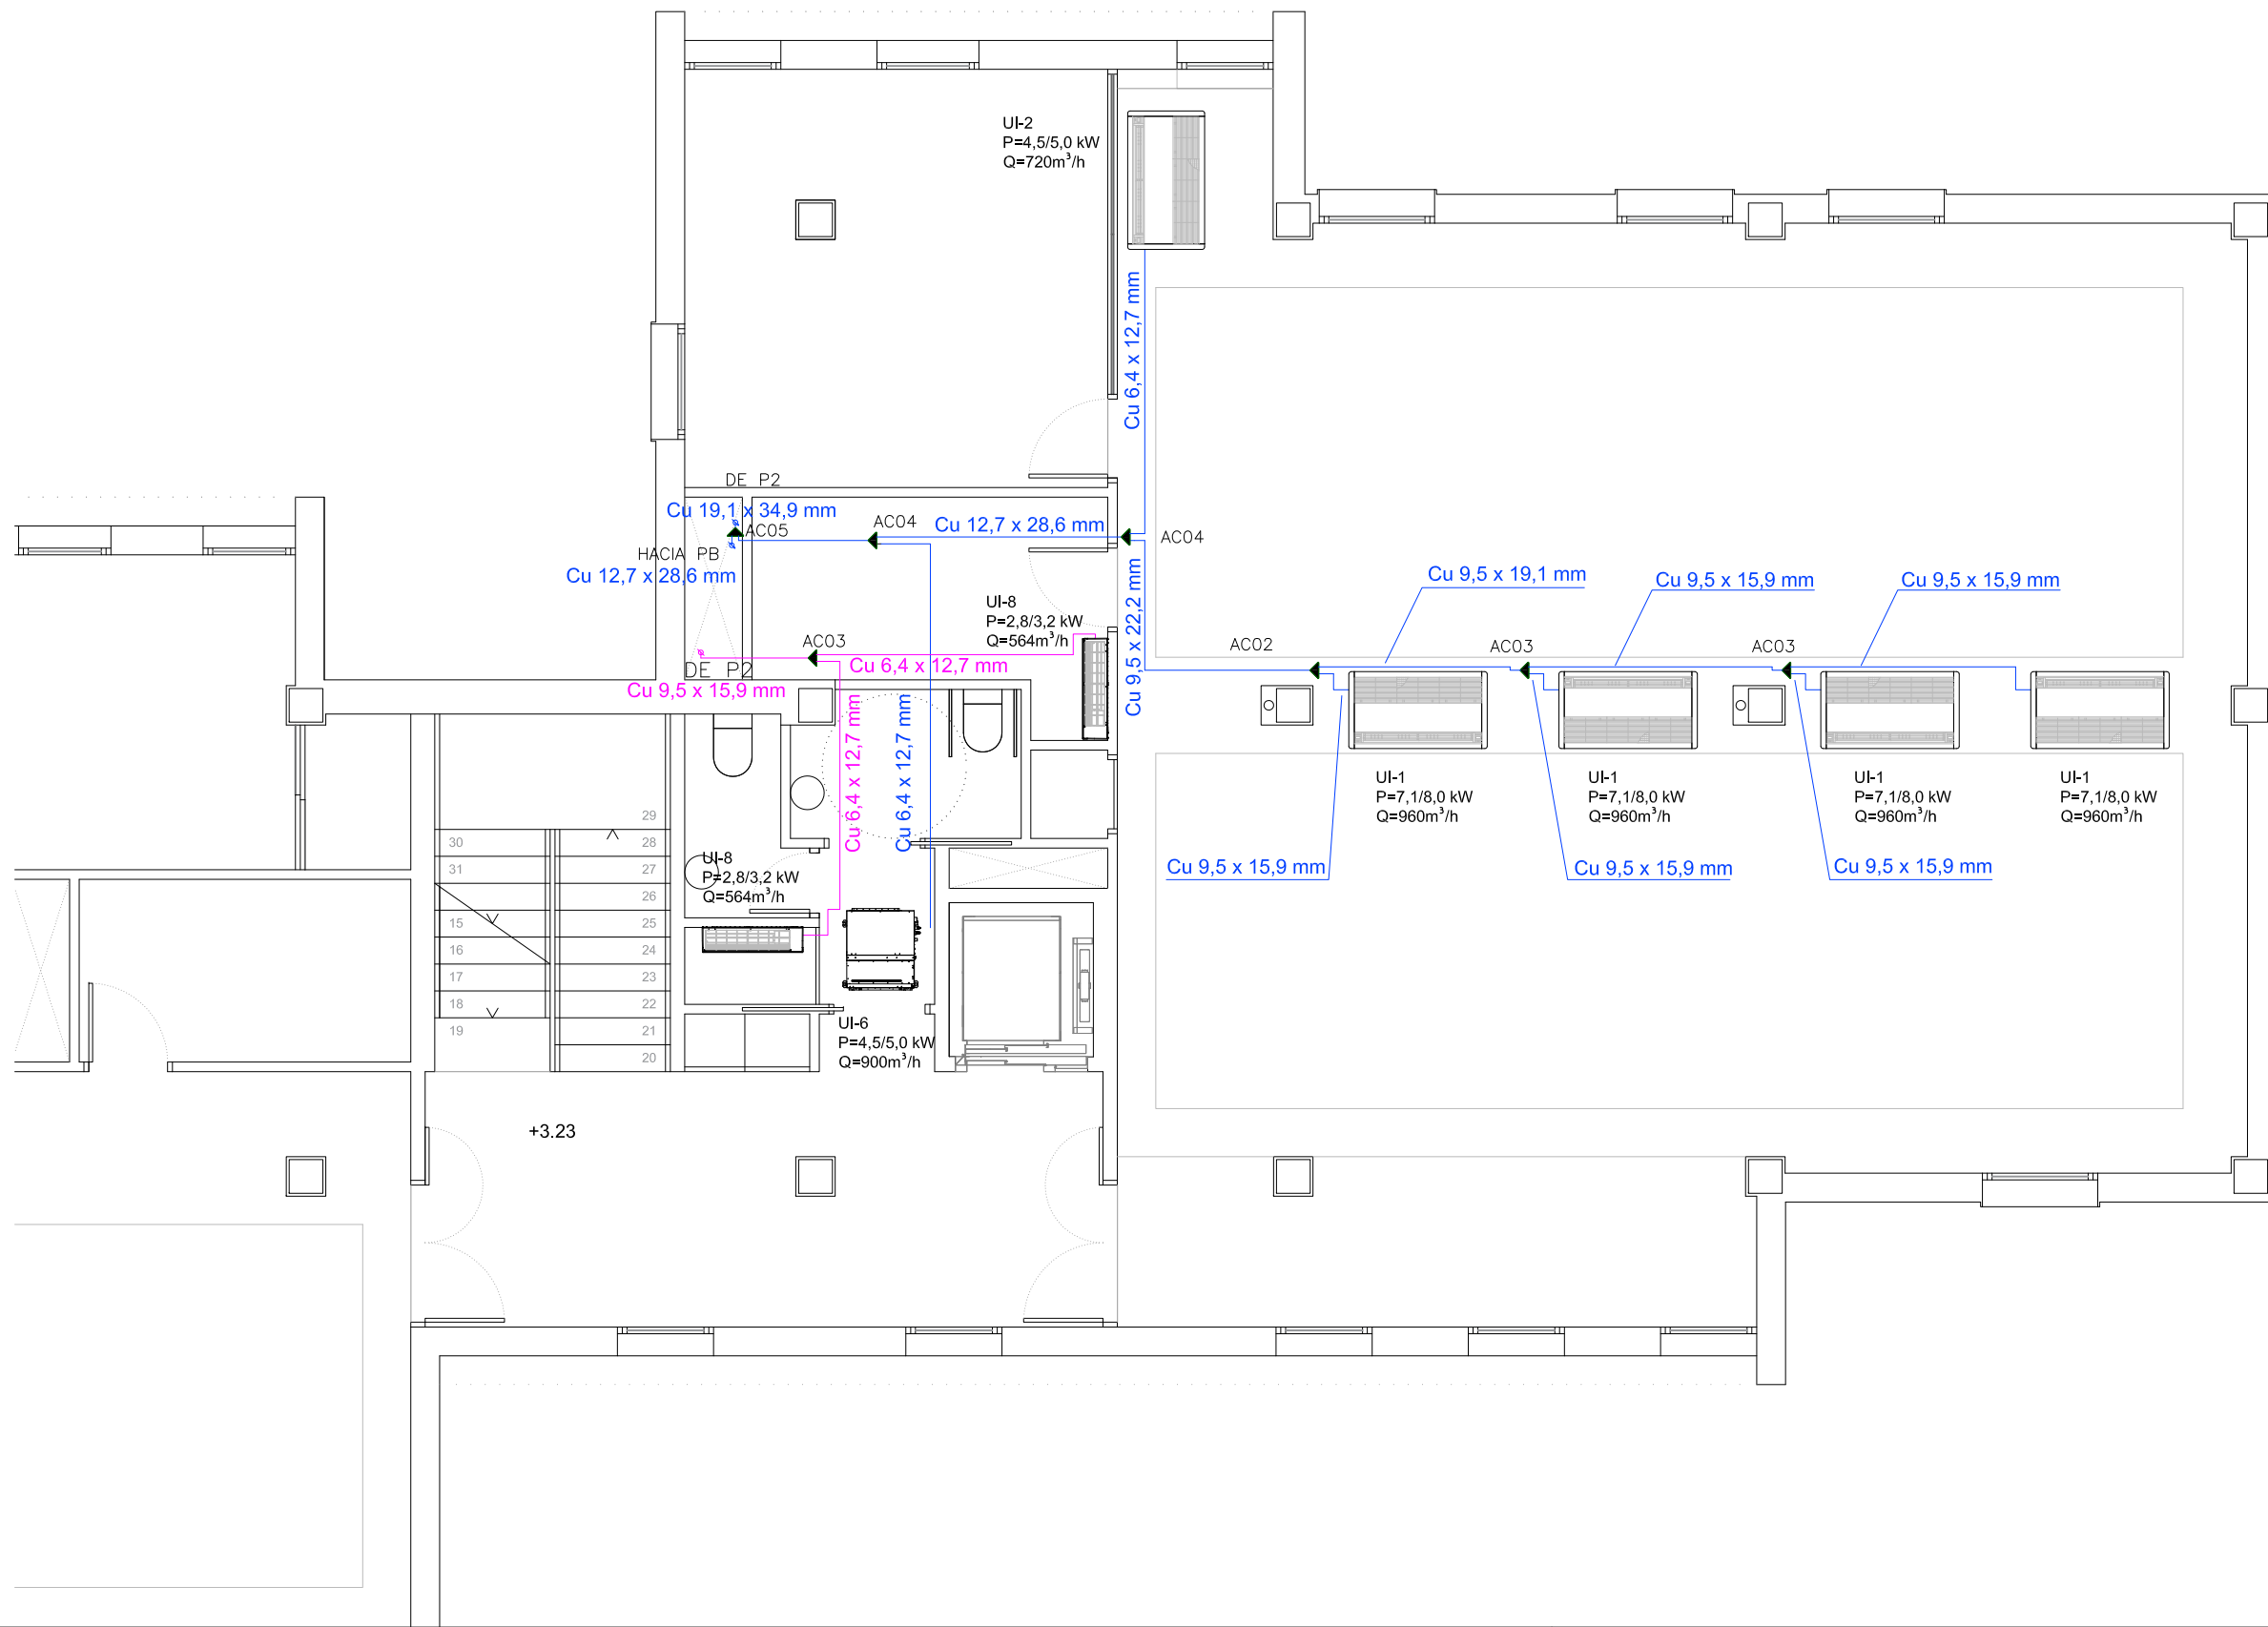 UI-2
P=4,5/5,0 kW
Q=720m³/h
Cu 6,4 x 12,7 mm
DE P2
Cu 19,1 x 34,9 mm
AC05
AC04
Cu 12,7 x 28,6 mm
AC04
HACIA PB
Cu 12,7 x 28,6 mm
Cu 9,5 x 22,2 mm
Cu 9,5 x 19,1 mm
Cu 9,5 x 15,9 mm
Cu 9,5 x 15,9 mm
UI-8
P=2,8/3,2 kW
Q=564m³/h
AC03
Cu 6,4 x 12,7 mm
DE P2
Cu 9,5 x 15,9 mm
AC02
AC03
AC03
Cu 6,4 x 12,7 mm
Cu 6,4 x 12,7 mm
UI-1
P=7,1/8,0 kW
Q=960m³/h
UI-1
P=7,1/8,0 kW
Q=960m³/h
UI-1
P=7,1/8,0 kW
Q=960m³/h
UI-1
P=7,1/8,0 kW
Q=960m³/h
Cu 9,5 x 15,9 mm
Cu 9,5 x 15,9 mm
Cu 9,5 x 15,9 mm
UI-8
P=2,8/3,2 kW
Q=564m³/h
29
30
28
31
27
26
15
25
16
24
17
23
18
22
19
21
20
UI-6
P=4,5/5,0 kW
Q=900m³/h
+3.23